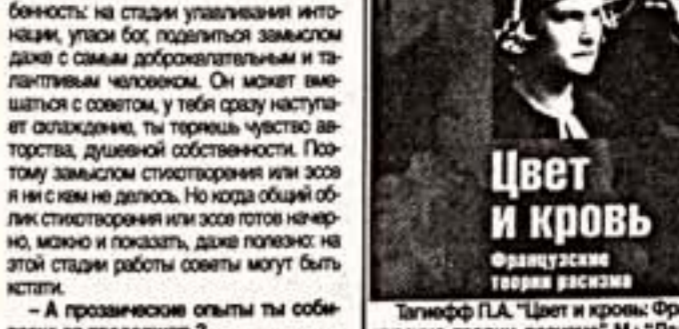 бенность: на стадии улавливания инто-
нации, упаси бог, поделиться замыслом
даже с самым доброжелательным и та-
лантливым человеком. Он может вме-
шаться с советом, у тебя сразу наступа-
ет охлаждение, ты теряешь чувство ав-
торства, душевной собственности. Поэ-
тому замыслом стихотворения или эссе
я ни с кем не делюсь. Но когда общий об-
лик стихотворения или эссе готов начер-
но, можно и показать, даже полезно: на
этой стадии работы советы могут быть
кстати.
– А прозаические опыты ты соби-
Цвет
и кровь
Французские
теории расизма
Тагиефф П.А. "Цвет и кровь: Фр